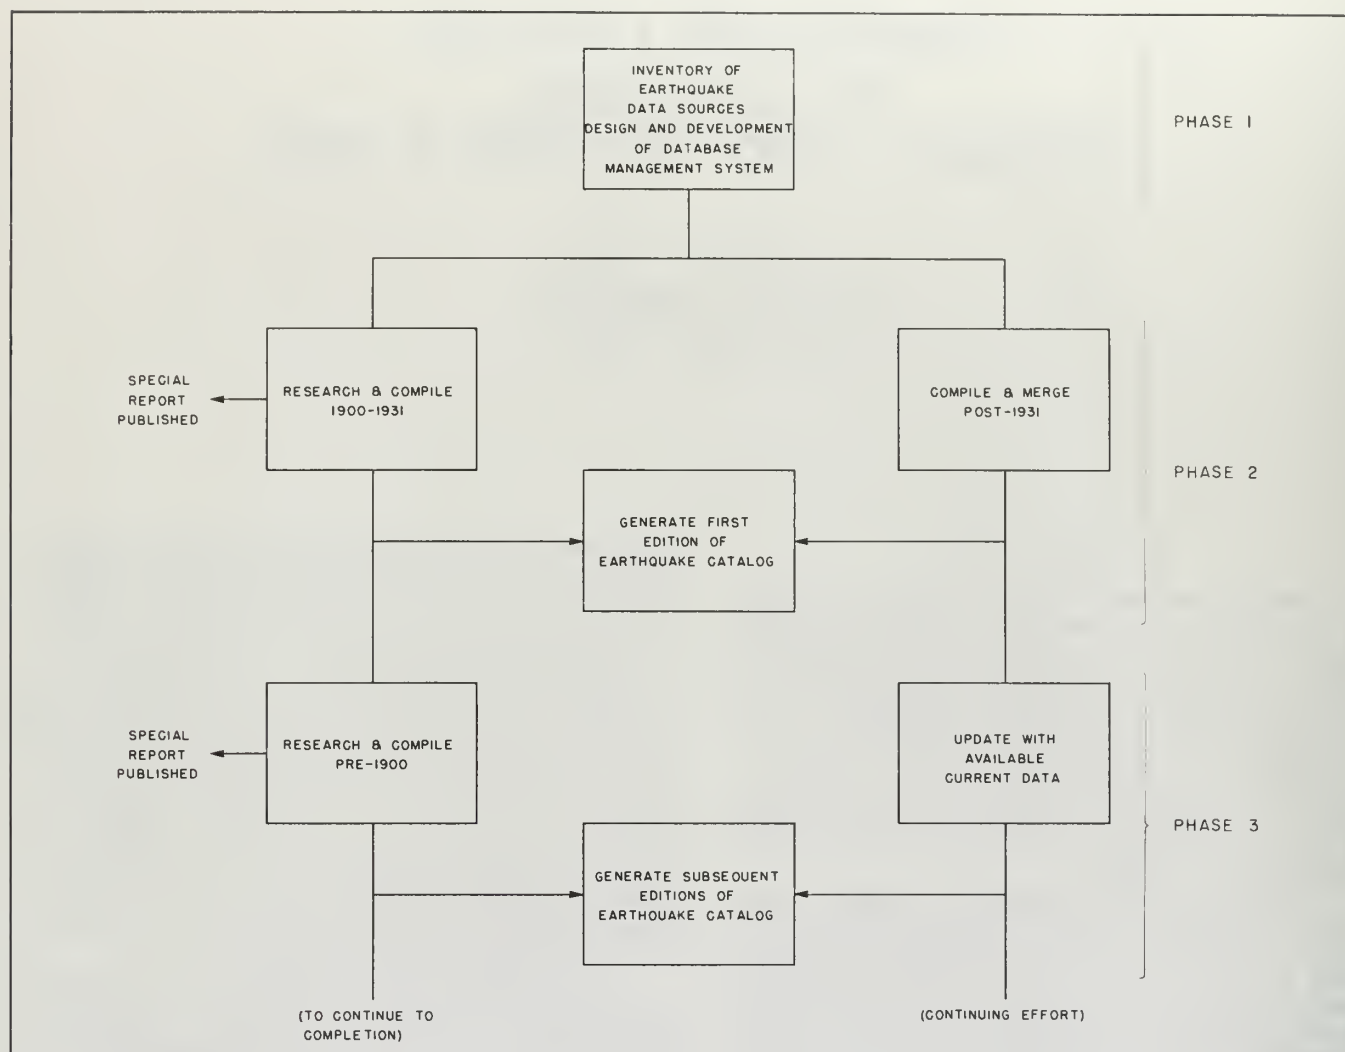 INVENTORY OF
EARTHQUAKE
DATA SOURCES
DESIGN AND DEVELOPMENT
OF DATABASE
MANAGEMENT SYSTEM
PHASE 1
SPECIAL
REPORT
PUBLISHED
RESEARCH & COMPILE
1900-1931
COMPILE & MERGE
POST-1931
PHASE 2
GENERATE FIRST
EDITION OF
EARTHQUAKE CATALOG
SPECIAL
REPORT
PUBLISHED
RESEARCH & COMPILE
PRE-1900
UPDATE WITH
AVAILABLE
CURRENT DATA
PHASE 3
GENERATE SUBSEQUENT
EDITIONS OF
EARTHQUAKE CATALOG
(TO CONTINUE TO
COMPLETION)
(CONTINUING EFFORT)